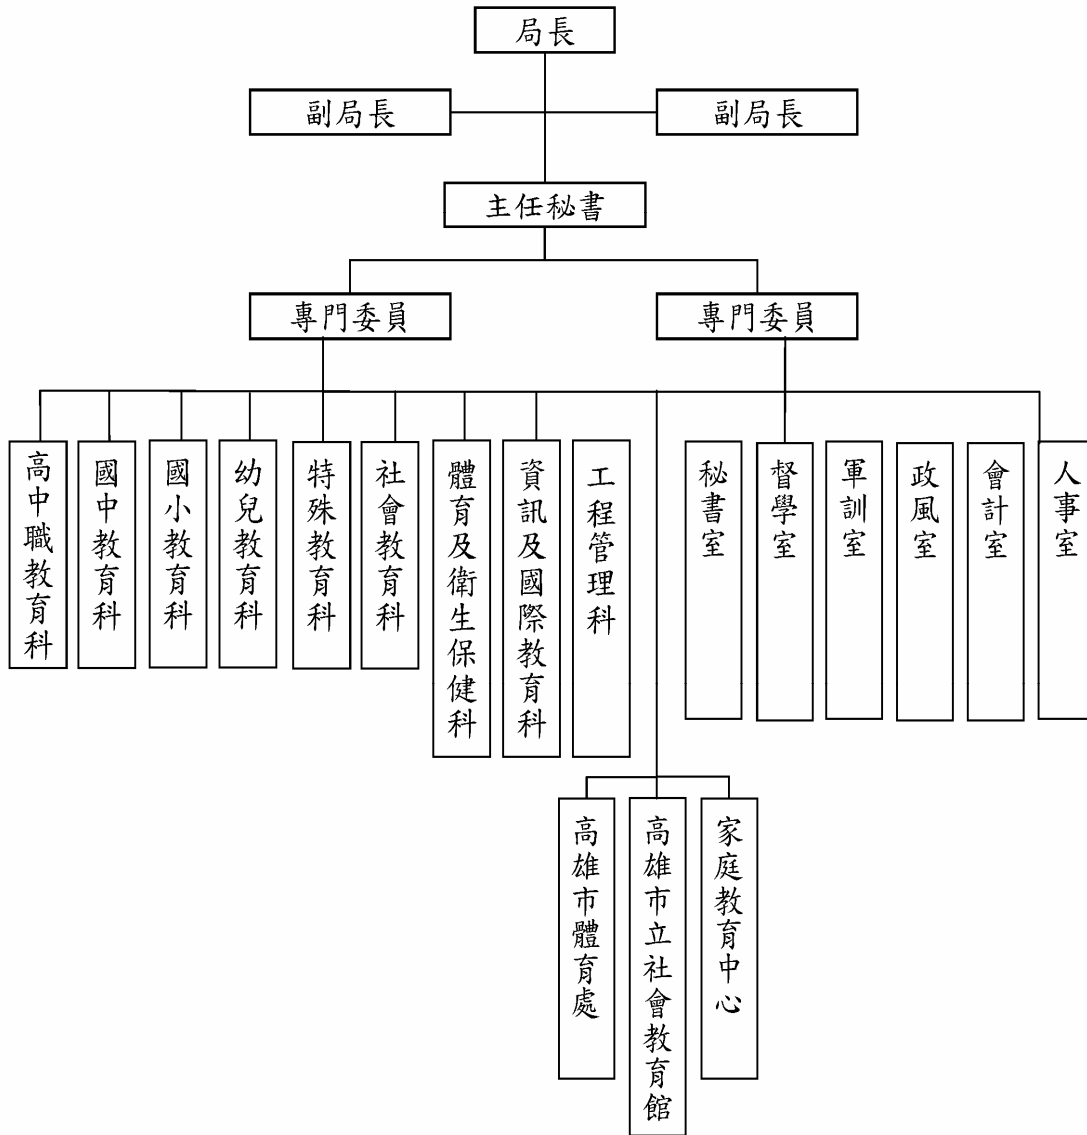 局長
副局長
副局長
主任秘書
專門委員
專門委員
高中職教育科
國中教育科
國小教育科
幼兒教育科
特殊教育科
社會教育科
體育及衛生保健科
資訊及國際教育科
工程管理科
秘書室
督學室
軍訓室
政風室
會計室
人事室
高雄市體育處
高雄市立社會教育館
家庭教育中心